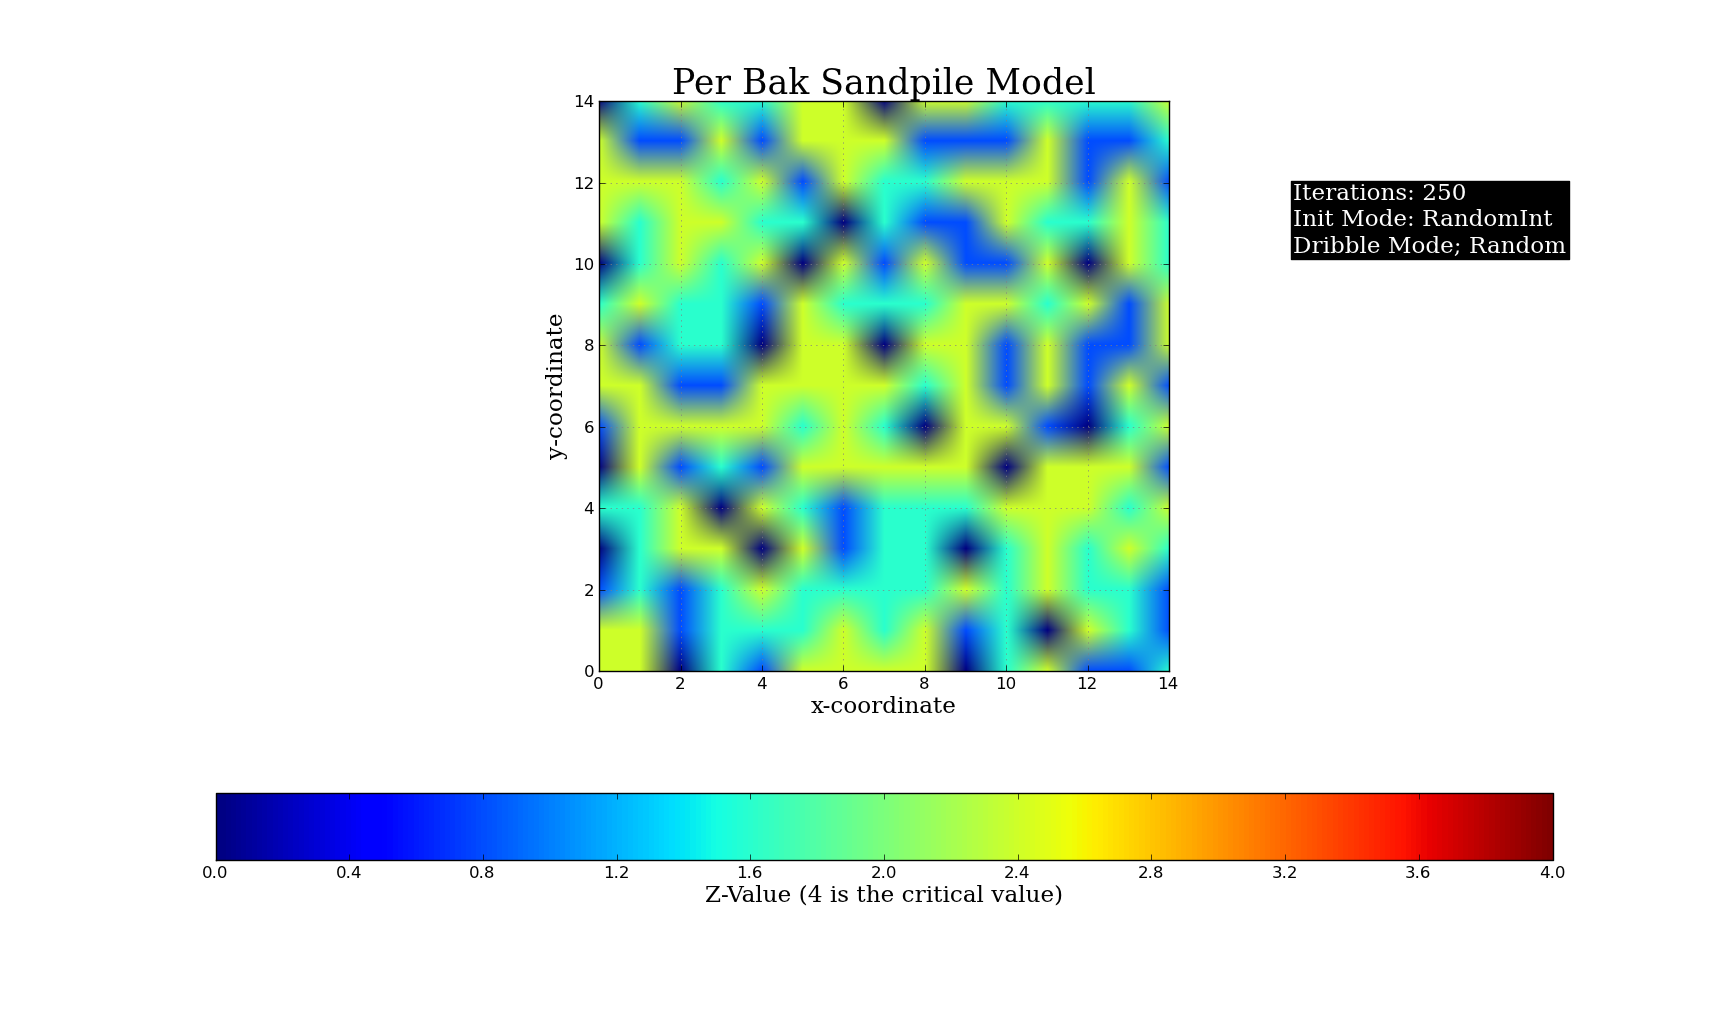 Per Bak Sandpile Model
14
12
10
8
6
4
2
0
y-coordinate
0 2 4 6 8 10 12 14
x-coordinate
Iterations: 250
Init Mode: RandomInt
Dribble Mode; Random
0.0 0.4 0.8 1.2 1.6 2.0 2.4 2.8 3.2 3.6 4.0
Z-Value (4 is the critical value)